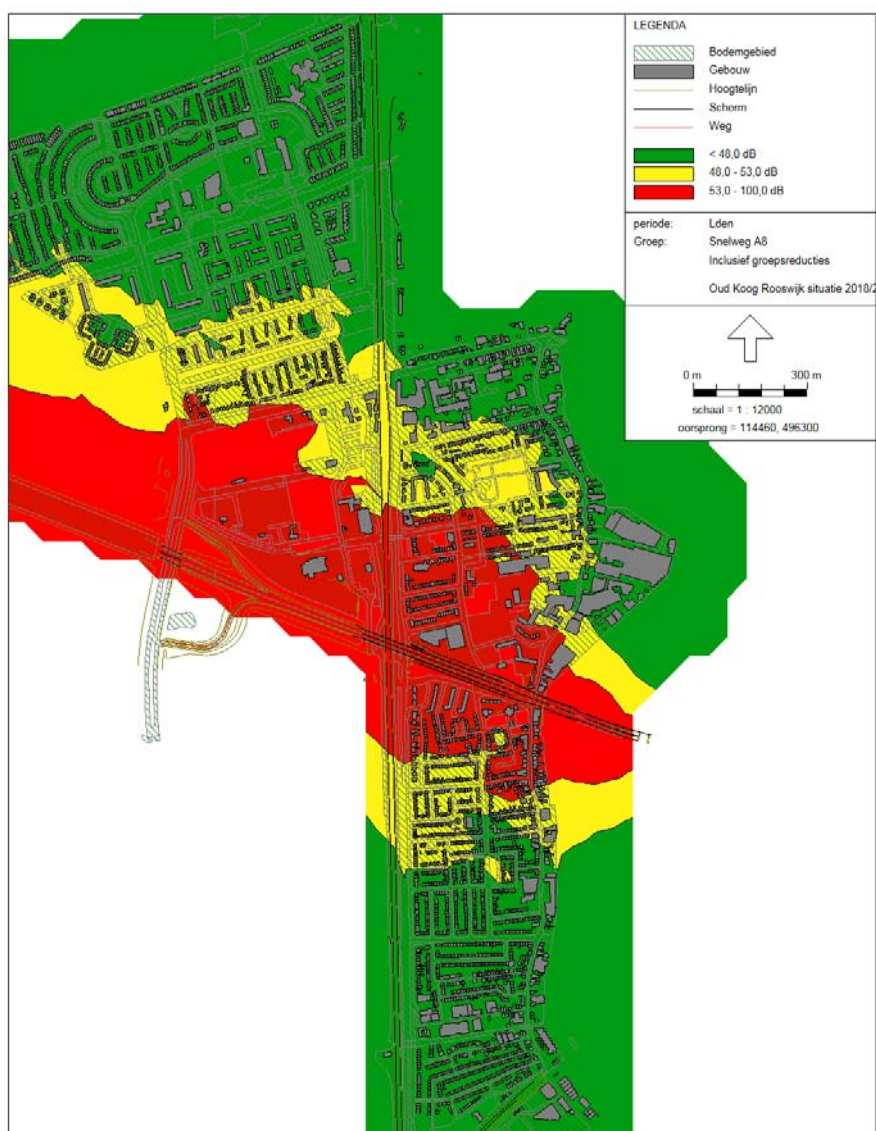 LEGENDA
Bodemgebied
Gebouw
Hoogtelijn
Scherm
Weg
< 48,0 dB
48,0 - 53,0 dB
53,0 - 100,0 dB
periode: Lden
Groep: Snelweg A8
Inclusief groepsreducties
Oud Koog Rooswijk situatie 2018/2
0 m 300 m
schaal = 1 : 12000
oorsprong = 114460, 496300